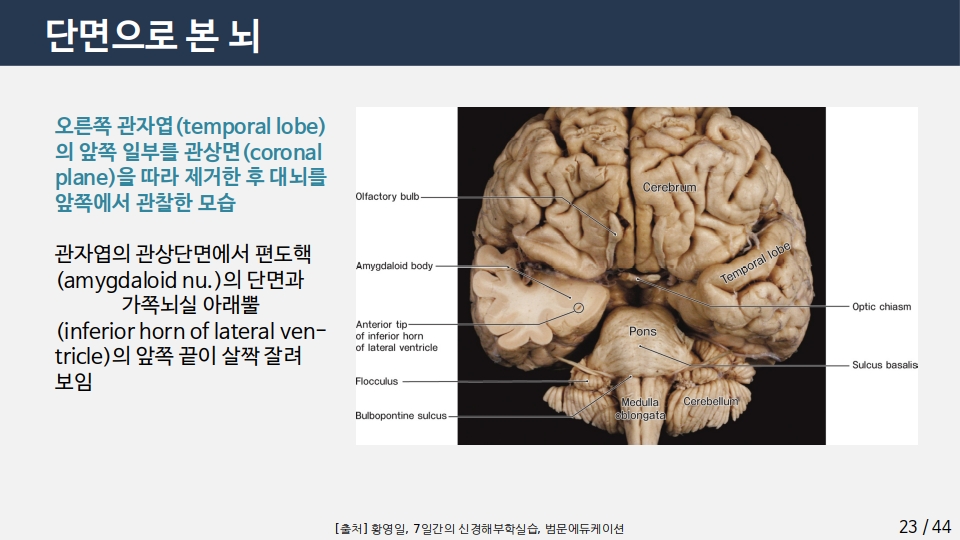 단면으로 본 뇌
오른쪽 관자엽(temporal lobe)
의 앞쪽 일부를 관상면(coronal
plane)을 따라 제거한 후 대뇌를
앞쪽에서 관찰한 모습
관자엽의 관상단면에서 편도핵
(amygdaloid nu.)의 단면과
가쪽뇌실 아래뿔
(inferior horn of lateral ven-
tricle)의 앞쪽 끝이 살짝 잘려
보임
Olfactory bulb
Amygdaloid body
Anterior tip
of inferior horn
of lateral ventricle
Flocculus
Bulbopontine sulcus
Cerebrum
Temporal lobe
Pons
Medulla
oblongata
Cerebellum
Optic chiasm
Sulcus basalis
[출처] 황영일, 7일간의 신경해부학실습, 범문에듀케이션
23 / 44